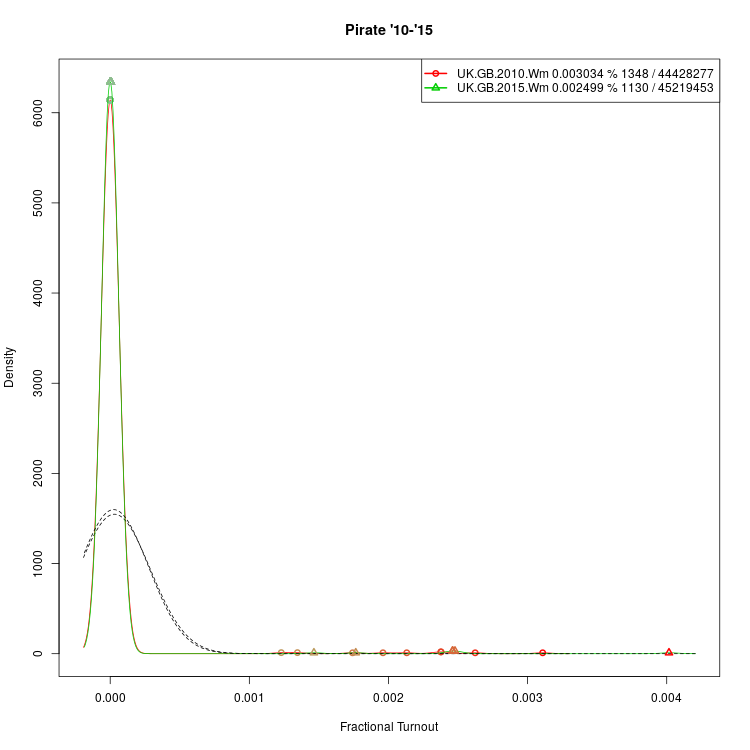 Pirate '10-'15
UK.GB.2010.Wm 0.003034 % 1348 / 44428277
UK.GB.2015.Wm 0.002499 % 1130 / 45219453
6000
5000
4000
3000
2000
1000
0
Density
0.000 0.001 0.002 0.003 0.004
Fractional Turnout